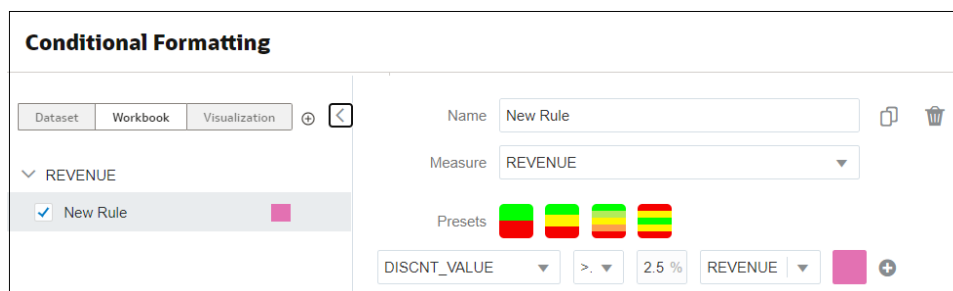 Conditional Formatting
Dataset Workbook Visualization
Name New Rule
Measure REVENUE
REVENUE
New Rule
Presets
DISCNT_VALUE >. 2.5 % REVENUE